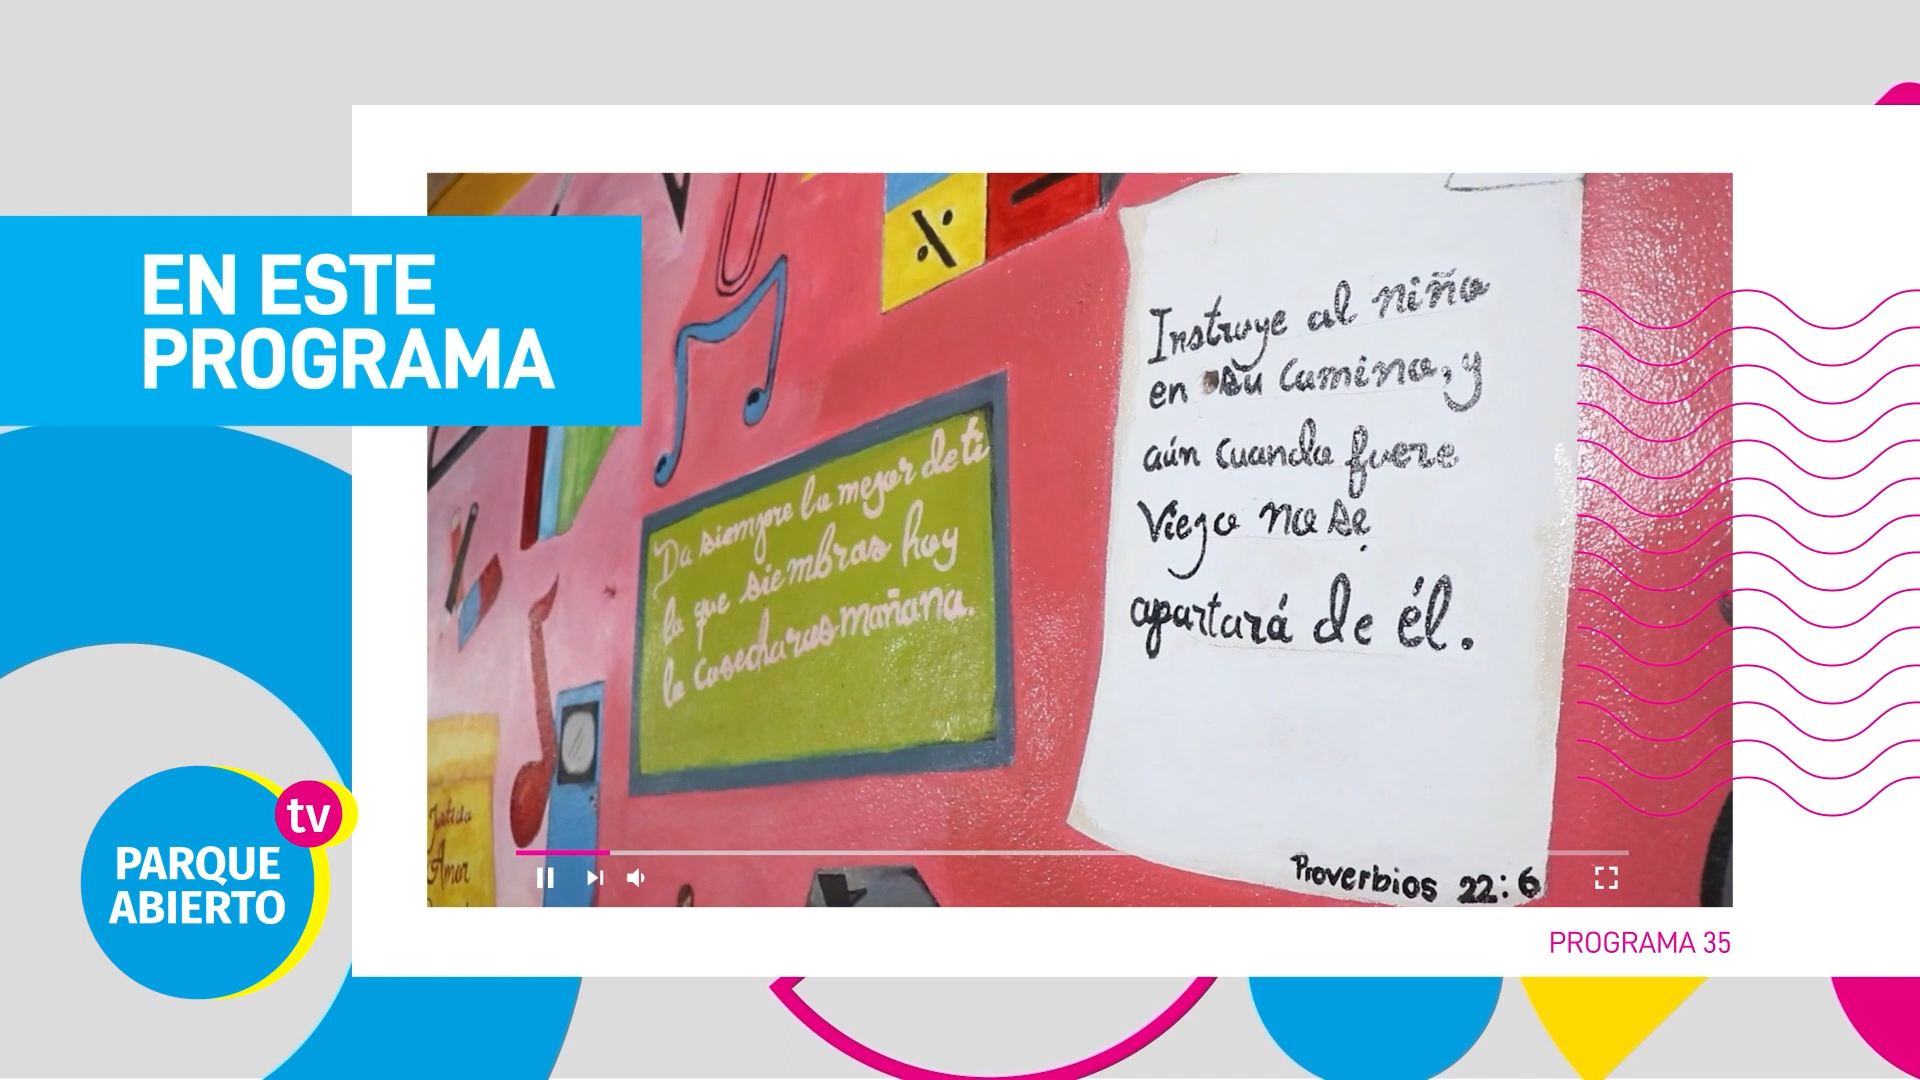 EN ESTE
PROGRAMA
Da siempre lo mejor de ti
lo que siembras hoy
lo cosecharas mañana.
Instruye al niño
en su camino, y
aún cuando fuere
Viejo no se
apartará de él.
Proverbios 22:6
Amor
tv
PARQUE
ABIERTO
PROGRAMA 35